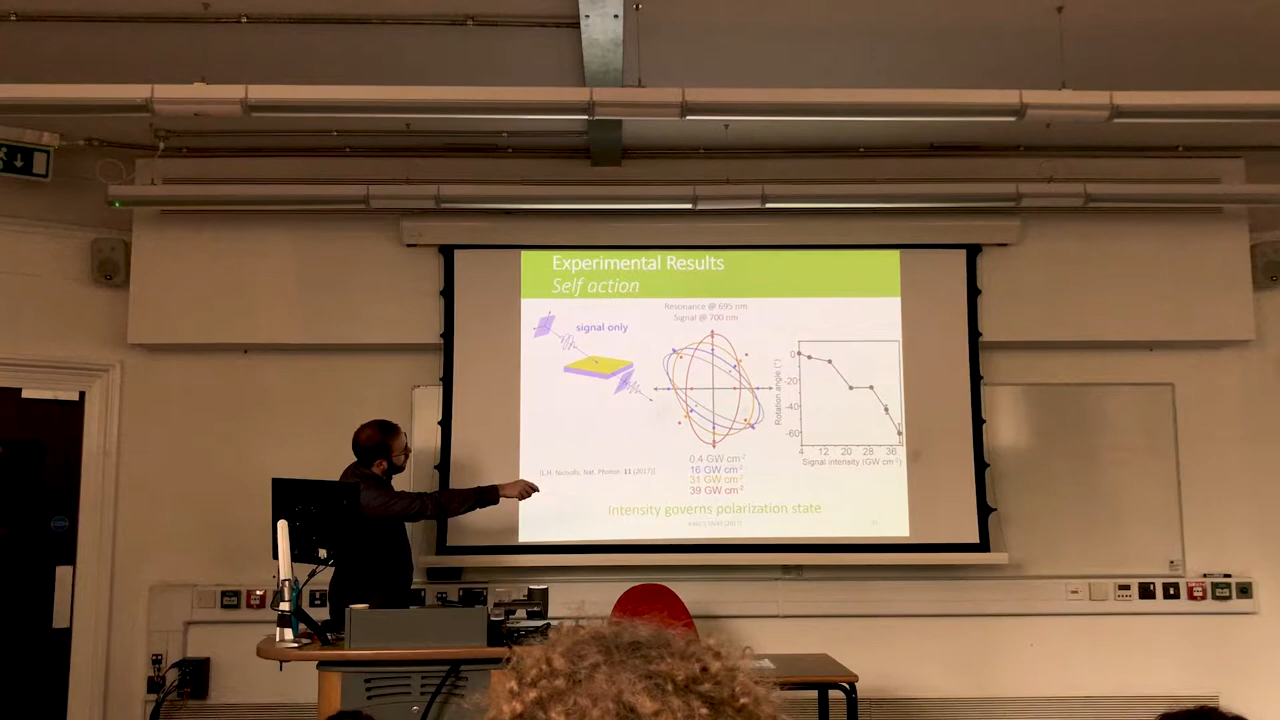 Experimental Results
Self action
Resonance @ 695 nm
Signal @ 700 nm
signal only
0
-20
-40
-60
Rotation angle (°)
4 12 20 28 36
Signal intensity (GW cm-2)
0.4 GW cm-2
16 GW cm-2
31 GW cm-2
39 GW cm-2
[L.H. Nicholls, Nat. Photon. 11 (2017)]
Intensity governs polarization state